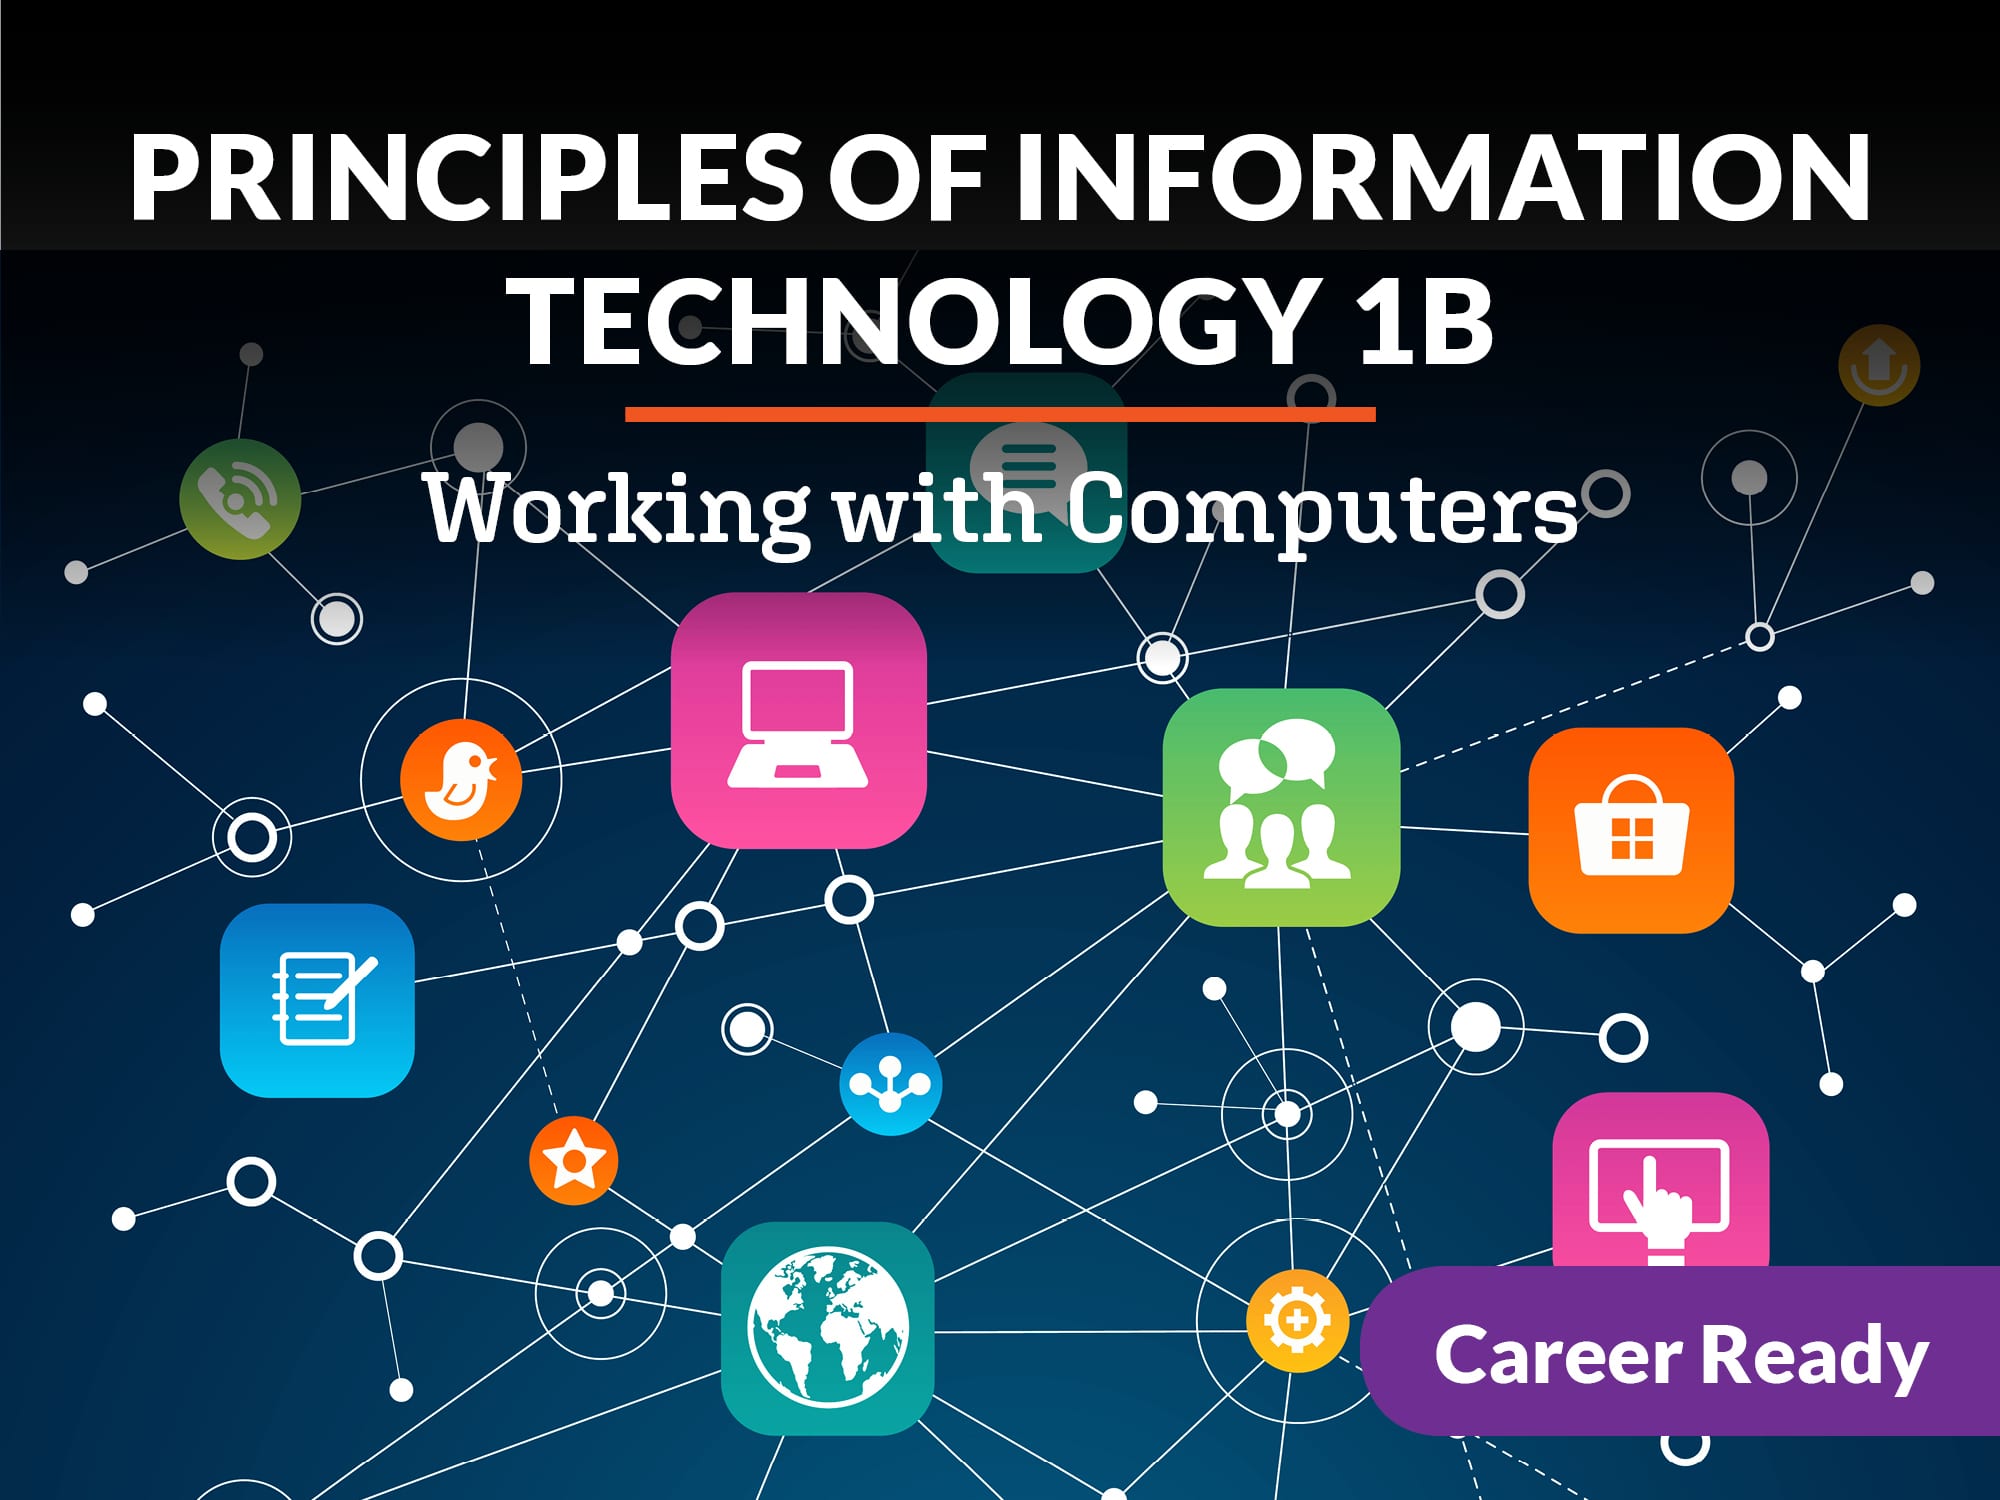 PRINCIPLES OF INFORMATION
TECHNOLOGY 1B
Working with Computers
Career Ready